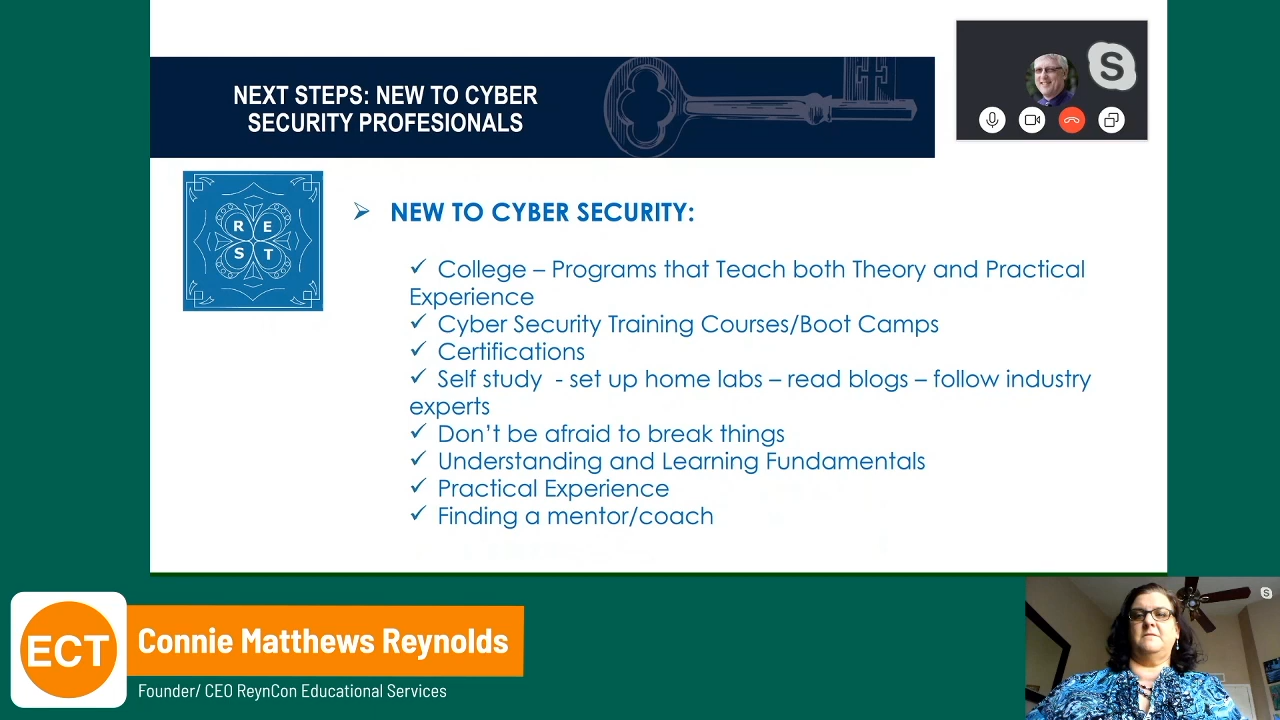 NEXT STEPS: NEW TO CYBER
SECURITY PROFESIONALS
S
R E
S T
➢ NEW TO CYBER SECURITY:
✓ College – Programs that Teach both Theory and Practical
Experience
✓ Cyber Security Training Courses/Boot Camps
✓ Certifications
✓ Self study - set up home labs – read blogs – follow industry
experts
✓ Don't be afraid to break things
✓ Understanding and Learning Fundamentals
✓ Practical Experience
✓ Finding a mentor/coach
ECT
Connie Matthews Reynolds
Founder/ CEO ReynCon Educational Services
S